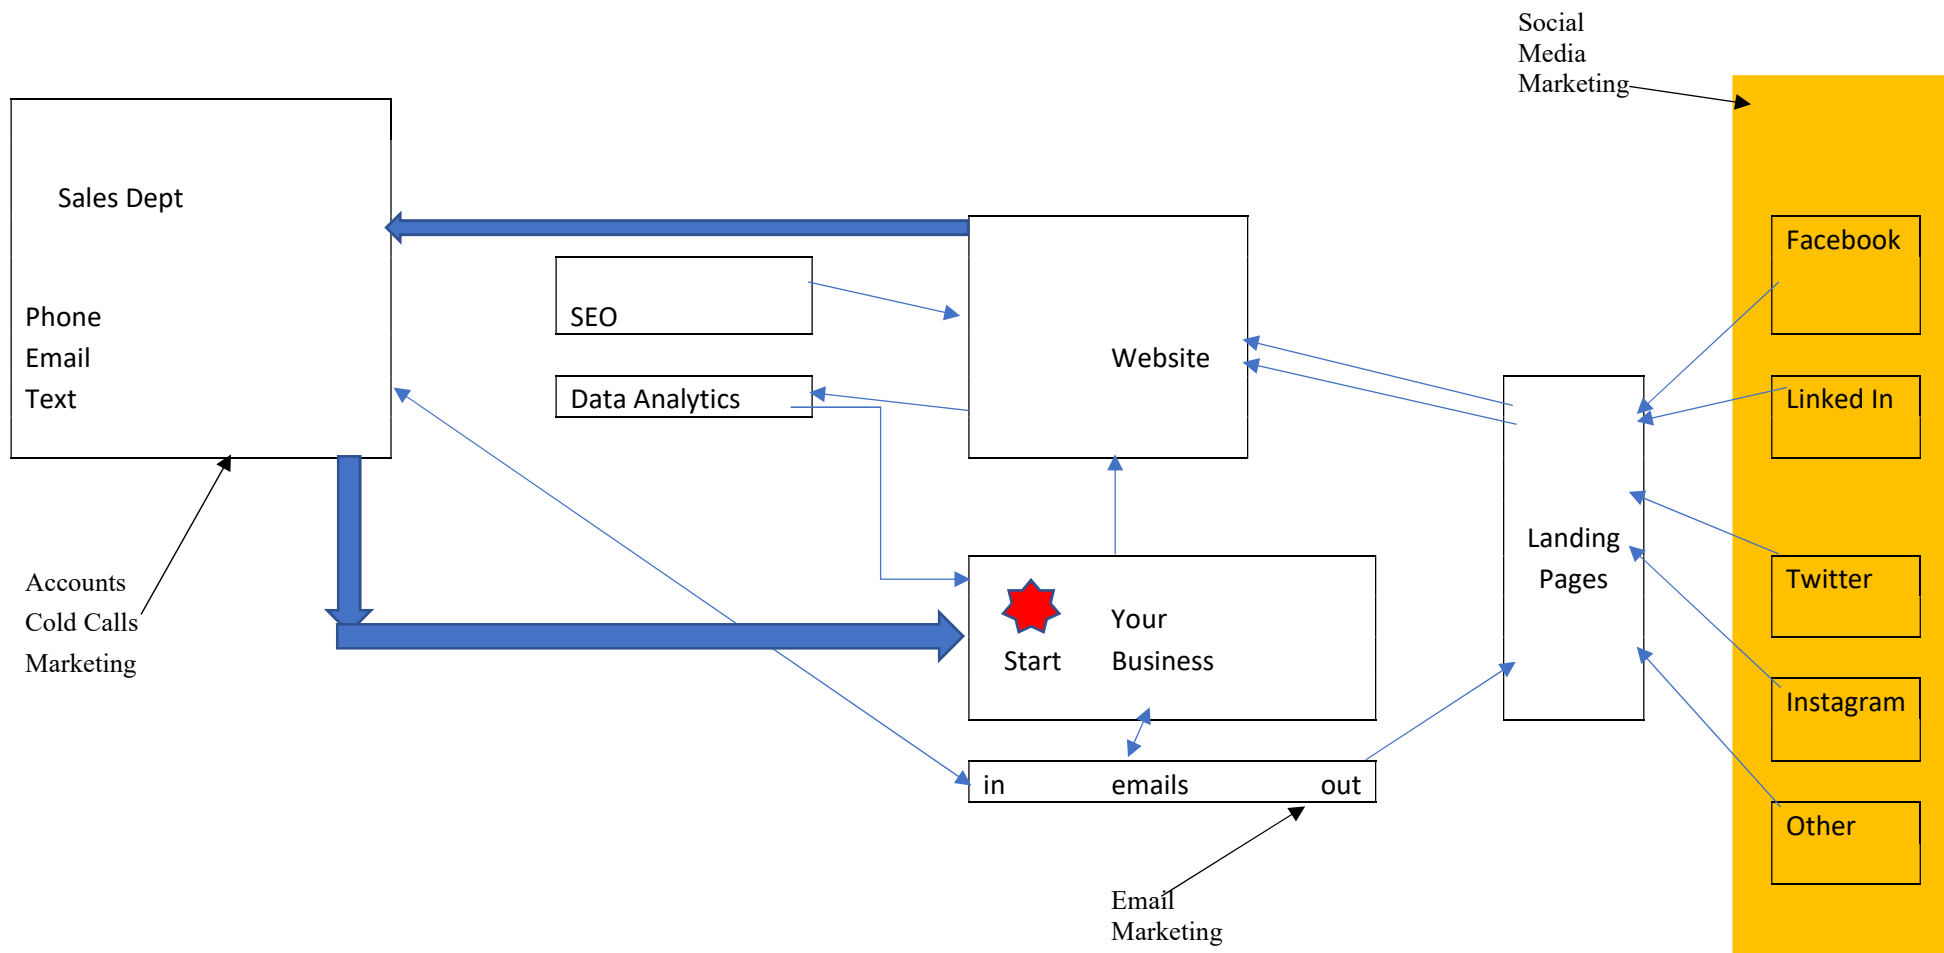 Social
Media
Marketing
Sales Dept
Phone
Email
Text
Accounts
Cold Calls
Marketing
SEO
Data Analytics
Website
Start
Your
Business
in emails out
Email
Marketing
Landing
Pages
Facebook
Linked In
Twitter
Instagram
Other